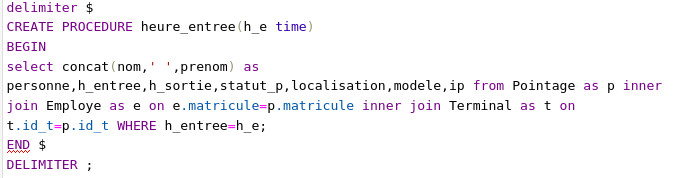 delimiter $
CREATE PROCEDURE heure_entree(h_e time)
BEGIN
select concat(nom,' ',prenom) as
personne,h_entree,h_sortie,statut_p,localisation,modele,ip from Pointage as p inner
join Employe as e on e.matricule=p.matricule inner join Terminal as t on
t.id_t=p.id_t WHERE h_entree=h_e;
END $
DELIMITER ;